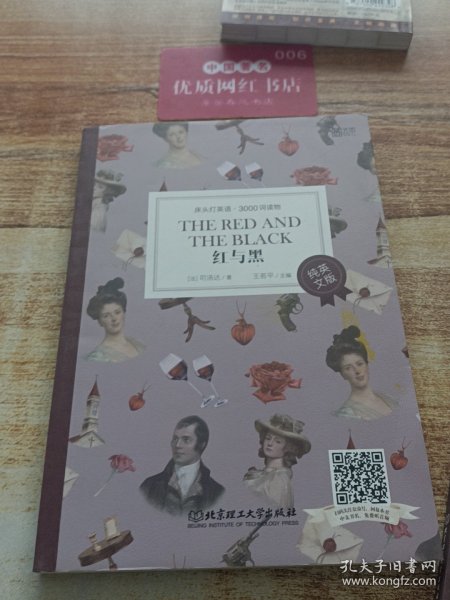 006
中国著名
优质网红书店
床头灯英语·3000词读物
THE RED AND
THE BLACK
红与黑
[法]司汤达/著 王若平/主编
纯英
文版
北京理工大学出版社
BEIJING INSTITUTE OF TECHNOLOGY PRESS
孔夫子旧书网
www.kongfz.com